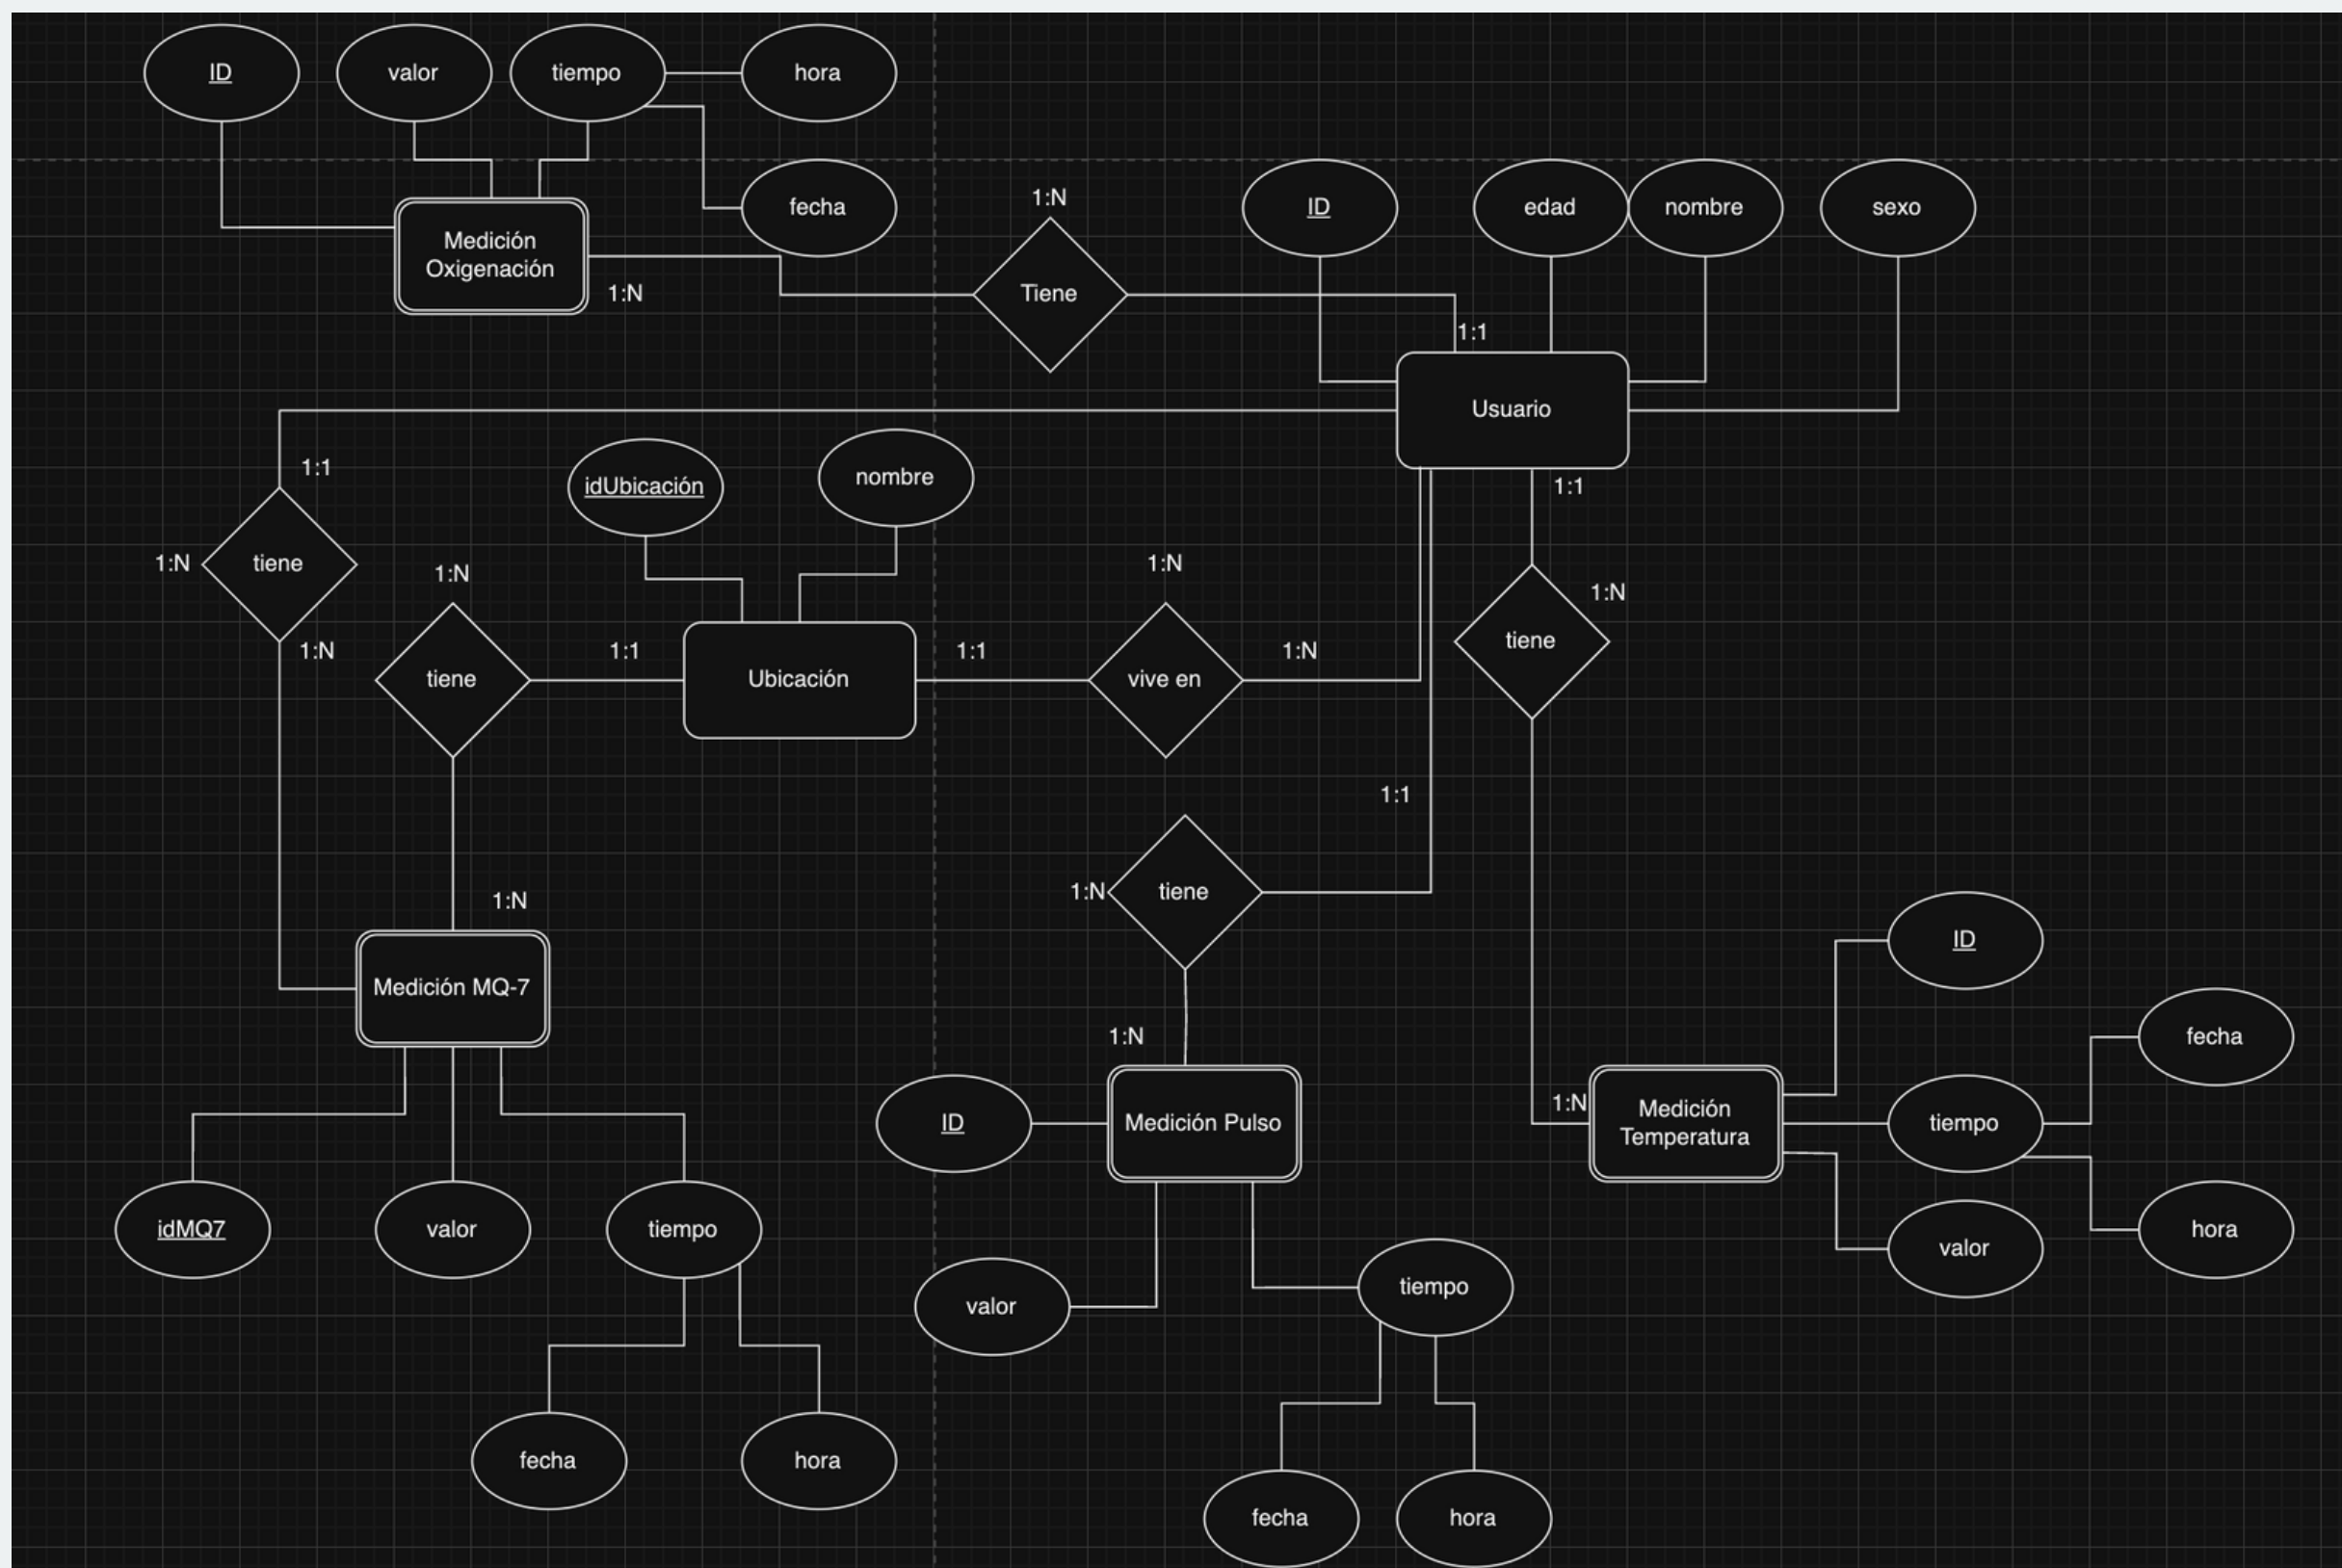 ID
valor
tiempo
hora
fecha
1:N
ID
edad
nombre
sexo
Medición
Oxigenación
1:N
Tiene
1:1
Usuario
1:1
idUbicación
nombre
1:1
1:N
tiene
1:N
1:N
1:N
tiene
1:1
Ubicación
1:1
1:N
vive en
1:N
1:N
tiene
1:1
1:N
tiene
1:N
Medición MQ-7
1:N
Medición Pulso
ID
1:N
Medición
Temperatura
ID
tiempo
fecha
hora
valor
idMQ7
valor
tiempo
fecha
hora
valor
tiempo
fecha
hora